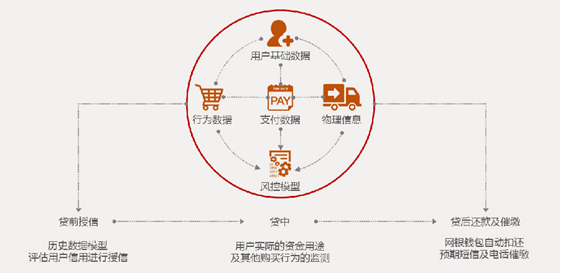 用户基础数据
行为数据
PAY
支付数据
物理信息
风控模型
贷前授信
贷中
贷后还款及催缴
历史数据模型
评估用户信用进行授信
用户实际的资金用途
及其他购买行为的监测
网银钱包自动扣还
预期短信及电话催缴